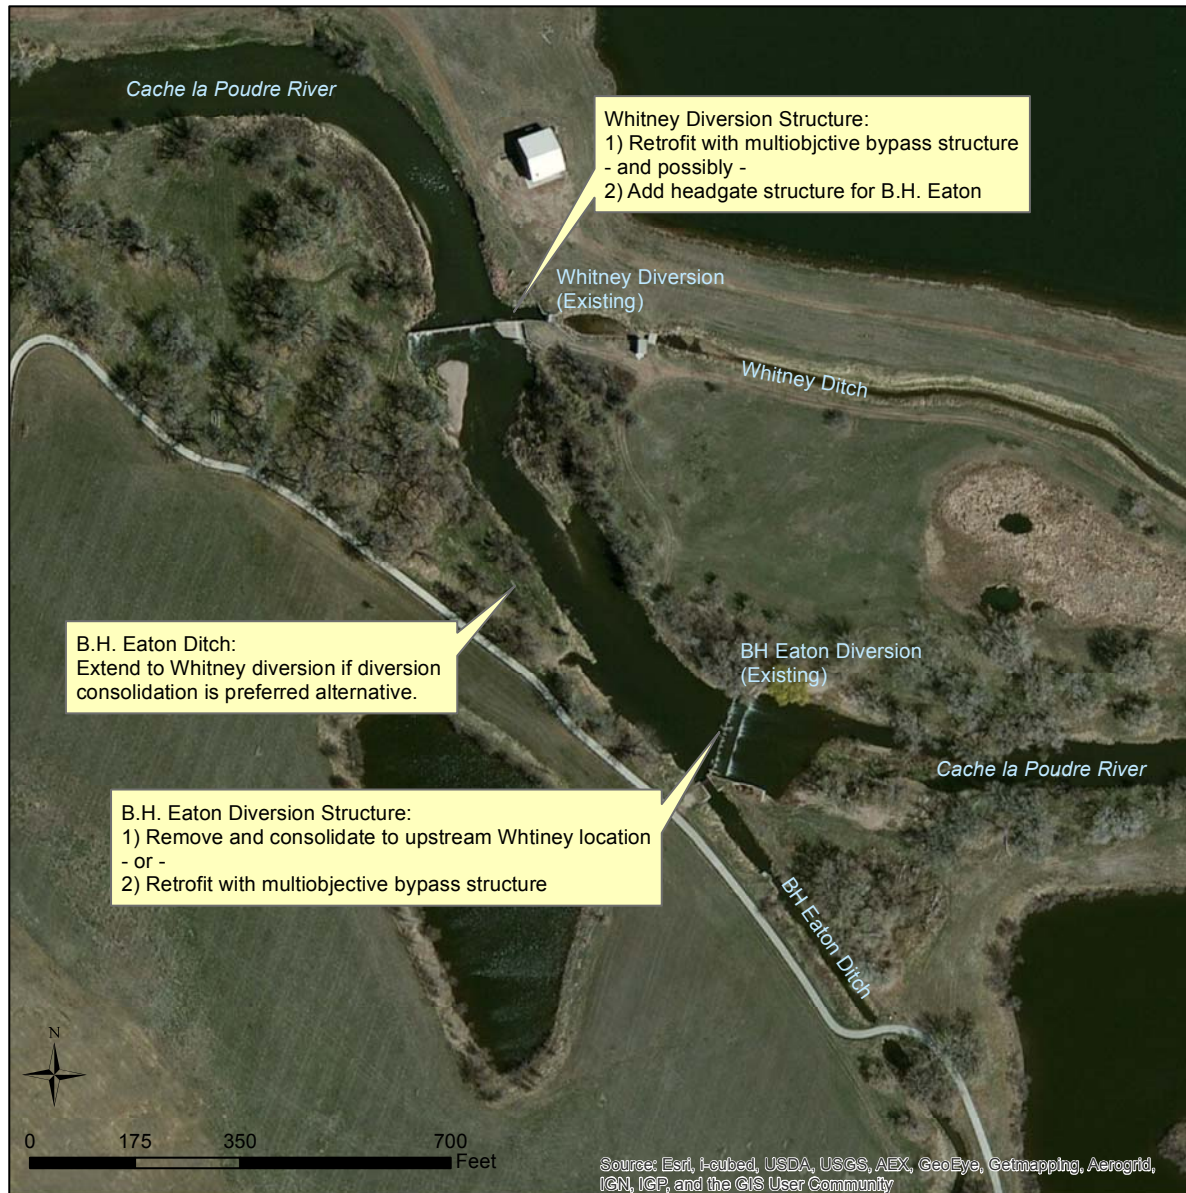 Cache la Poudre River
Whitney Diversion Structure:
1) Retrofit with multiobjctive bypass structure
- and possibly -
2) Add headgate structure for B.H. Eaton
Whitney Diversion
(Existing)
Whitney Ditch
B.H. Eaton Ditch:
Extend to Whitney diversion if diversion
consolidation is preferred alternative.
BH Eaton Diversion
(Existing)
Cache la Poudre River
B.H. Eaton Diversion Structure:
1) Remove and consolidate to upstream Whtiney location
- or -
2) Retrofit with multiobjective bypass structure
BH Eaton Ditch
N
0 175 350 700
Feet
Source: Esri, i-cubed, USDA, USGS, AEX, GeoEye, Getmapping, Aerogrid,
IGN, IGP, and the GIS User Community